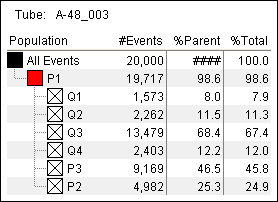 Tube: A-48_003
Population #Events %Parent %Total
All Events 20,000 #### 100.0
P1 19,717 98.6 98.6
Q1 1,573 8.0 7.9
Q2 2,262 11.5 11.3
Q3 13,479 68.4 67.4
Q4 2,403 12.2 12.0
P3 9,169 46.5 45.8
P2 4,982 25.3 24.9